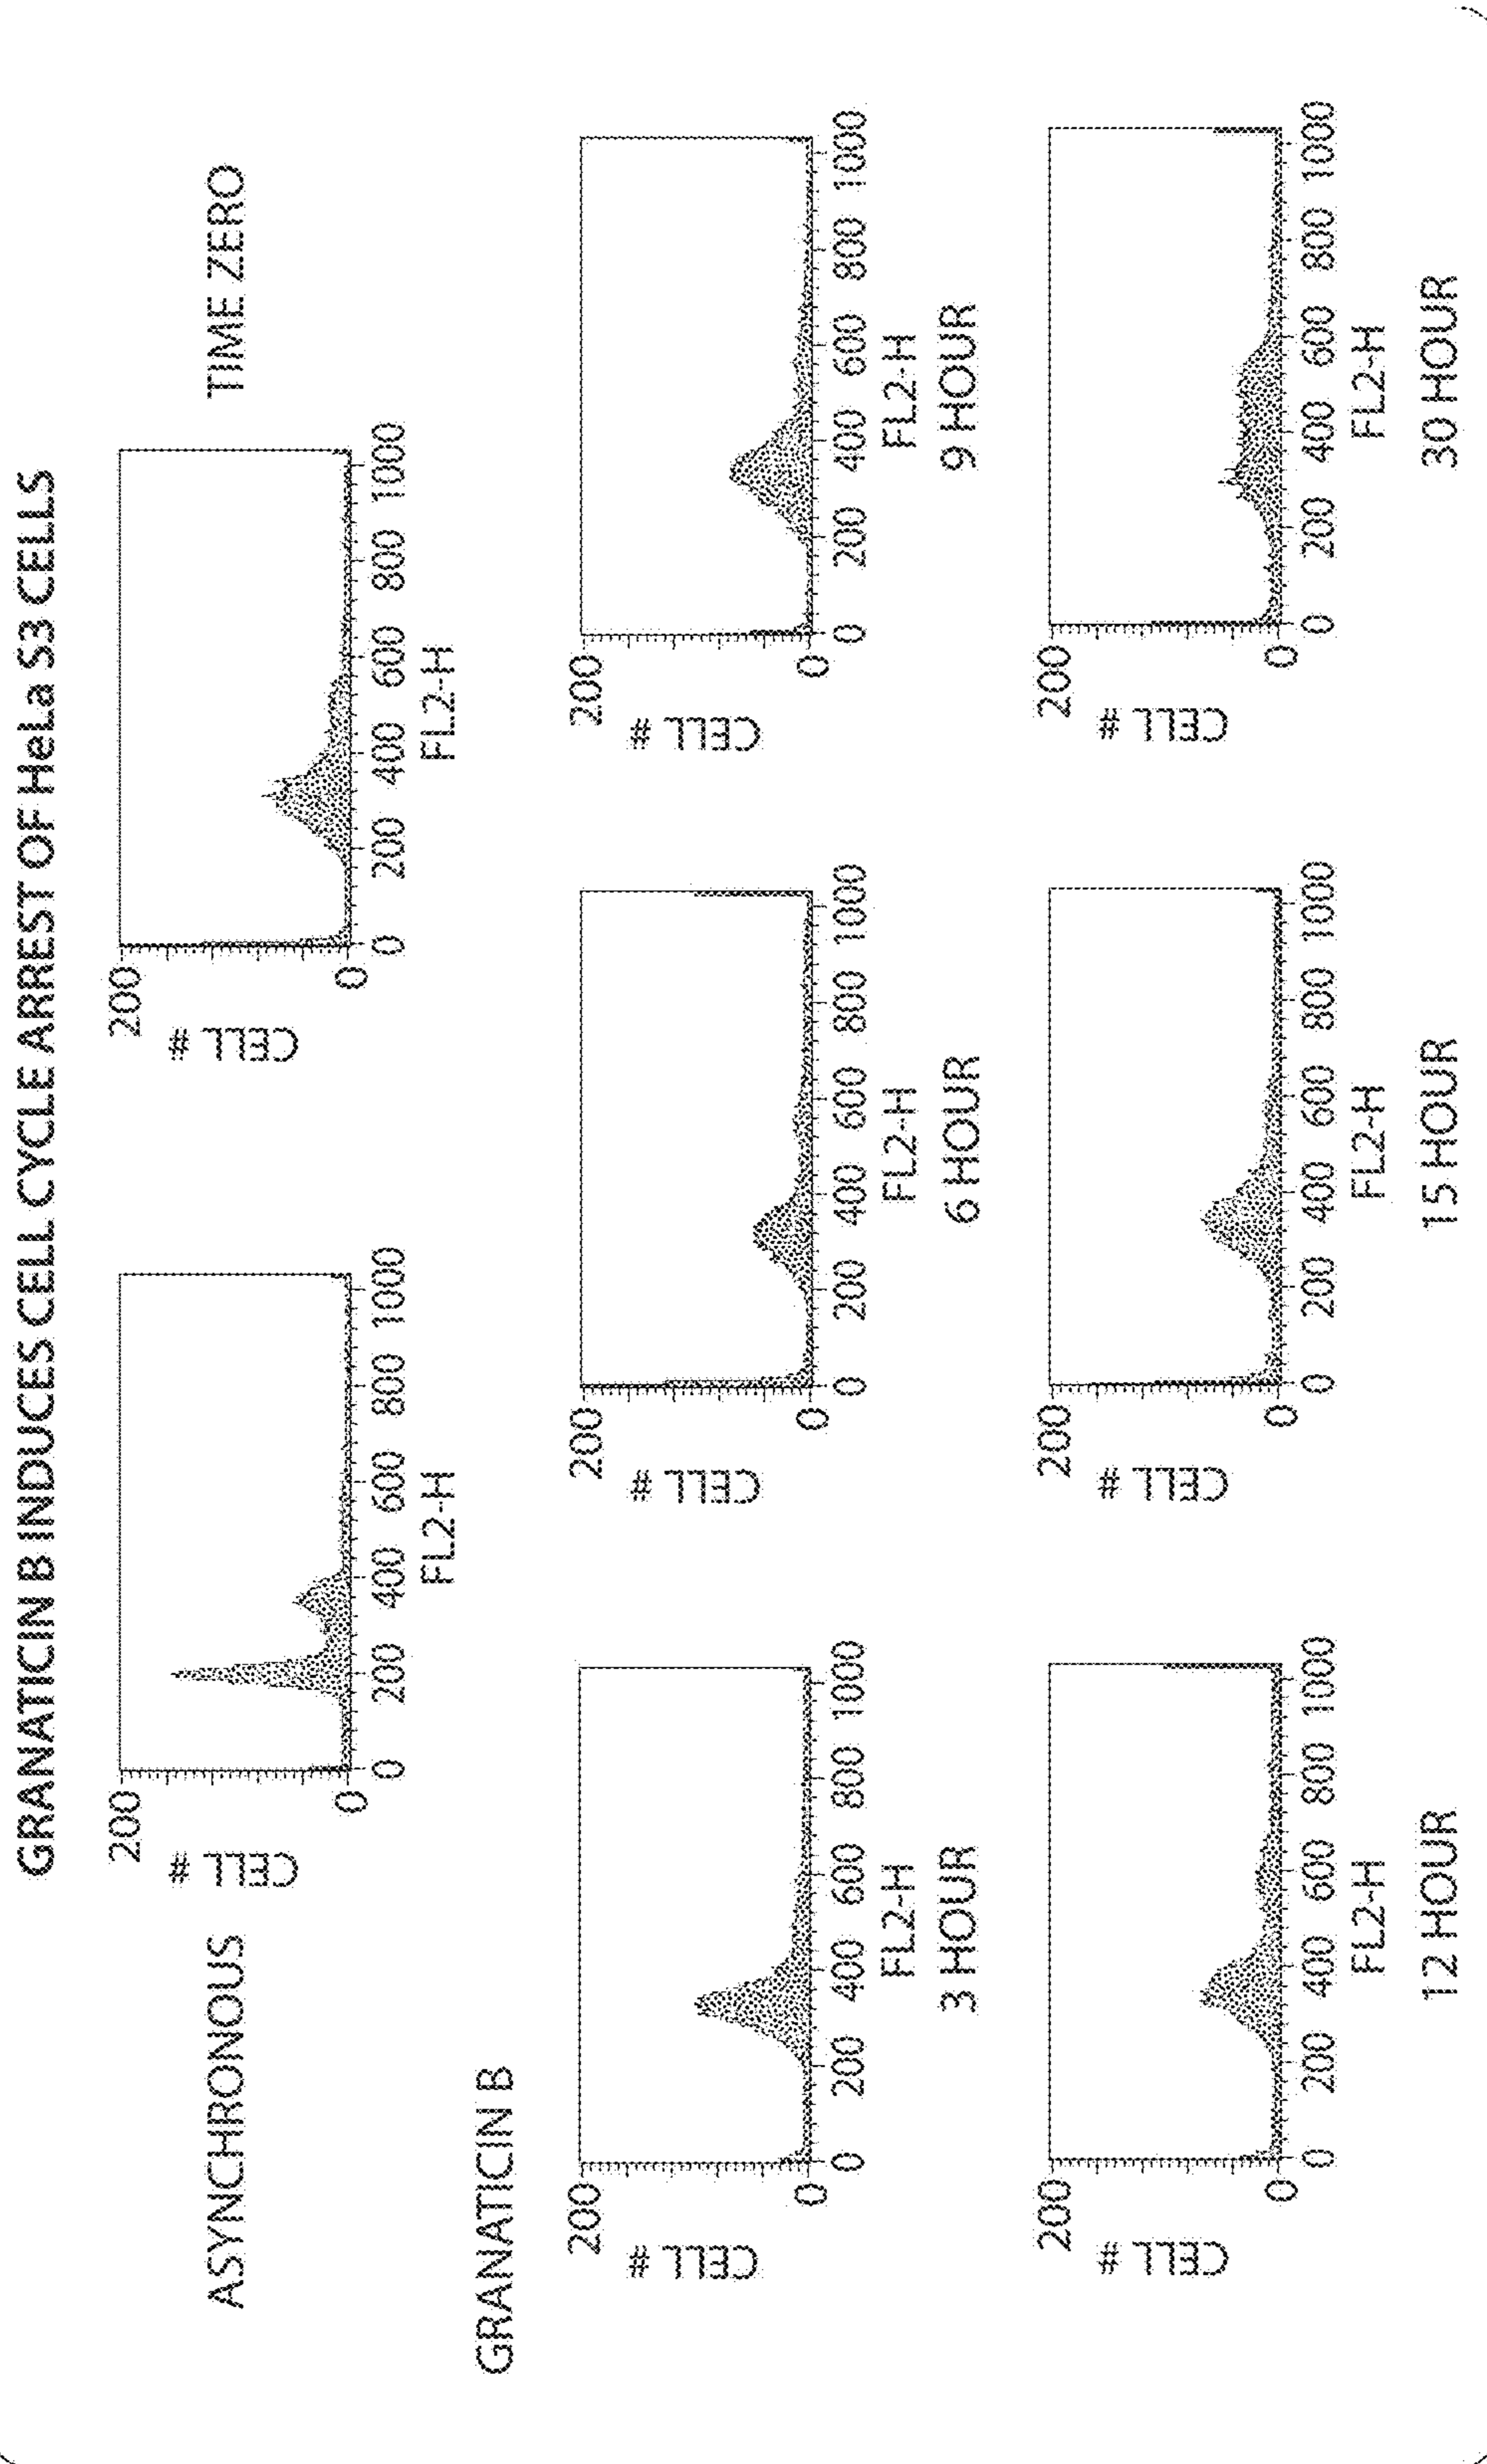 GRANATICIN B INDUCES CELL CYCLE ARREST OF HeLa S3 CELLS
ASYNCHRONOUS
200
CELL #
0
0 200 400 600 800 1000
FL2-H
200
CELL #
0
0 200 400 600 800 1000
FL2-H
TIME ZERO
GRANATICIN B
200
CELL #
0
0 200 400 600 800 1000
FL2-H
3 HOUR
200
CELL #
0
0 200 400 600 800 1000
FL2-H
6 HOUR
200
CELL #
0
0 200 400 600 800 1000
FL2-H
9 HOUR
200
CELL #
0
0 200 400 600 800 1000
FL2-H
12 HOUR
200
CELL #
0
0 200 400 600 800 1000
FL2-H
15 HOUR
200
CELL #
0
0 200 400 600 800 1000
FL2-H
30 HOUR